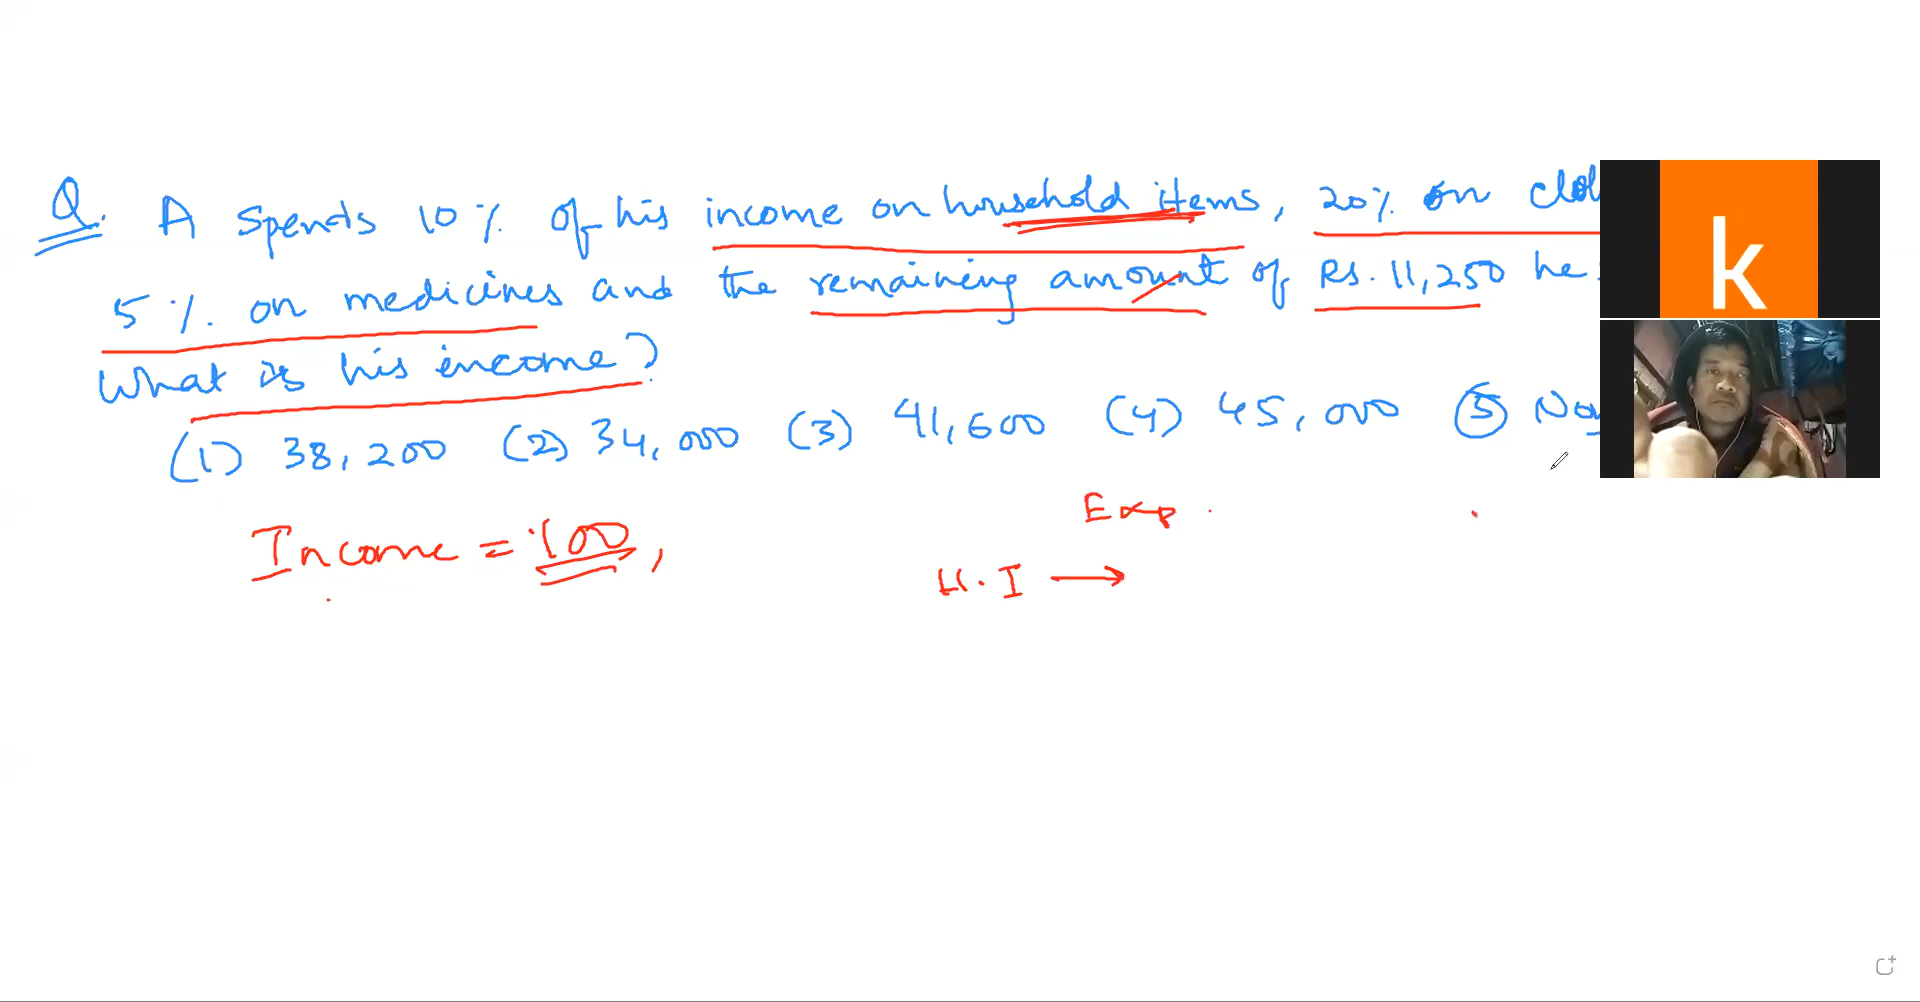 Q. A spends 10% of his income on household items, 20% on clo
5% on medicines and the remaining amount of Rs. 11,250 he
What is his income?
(1) 38,200 (2) 34,000 (3) 41,600 (4) 45,000 (5) Non
Income = 100,
Exp.
H.I →
k